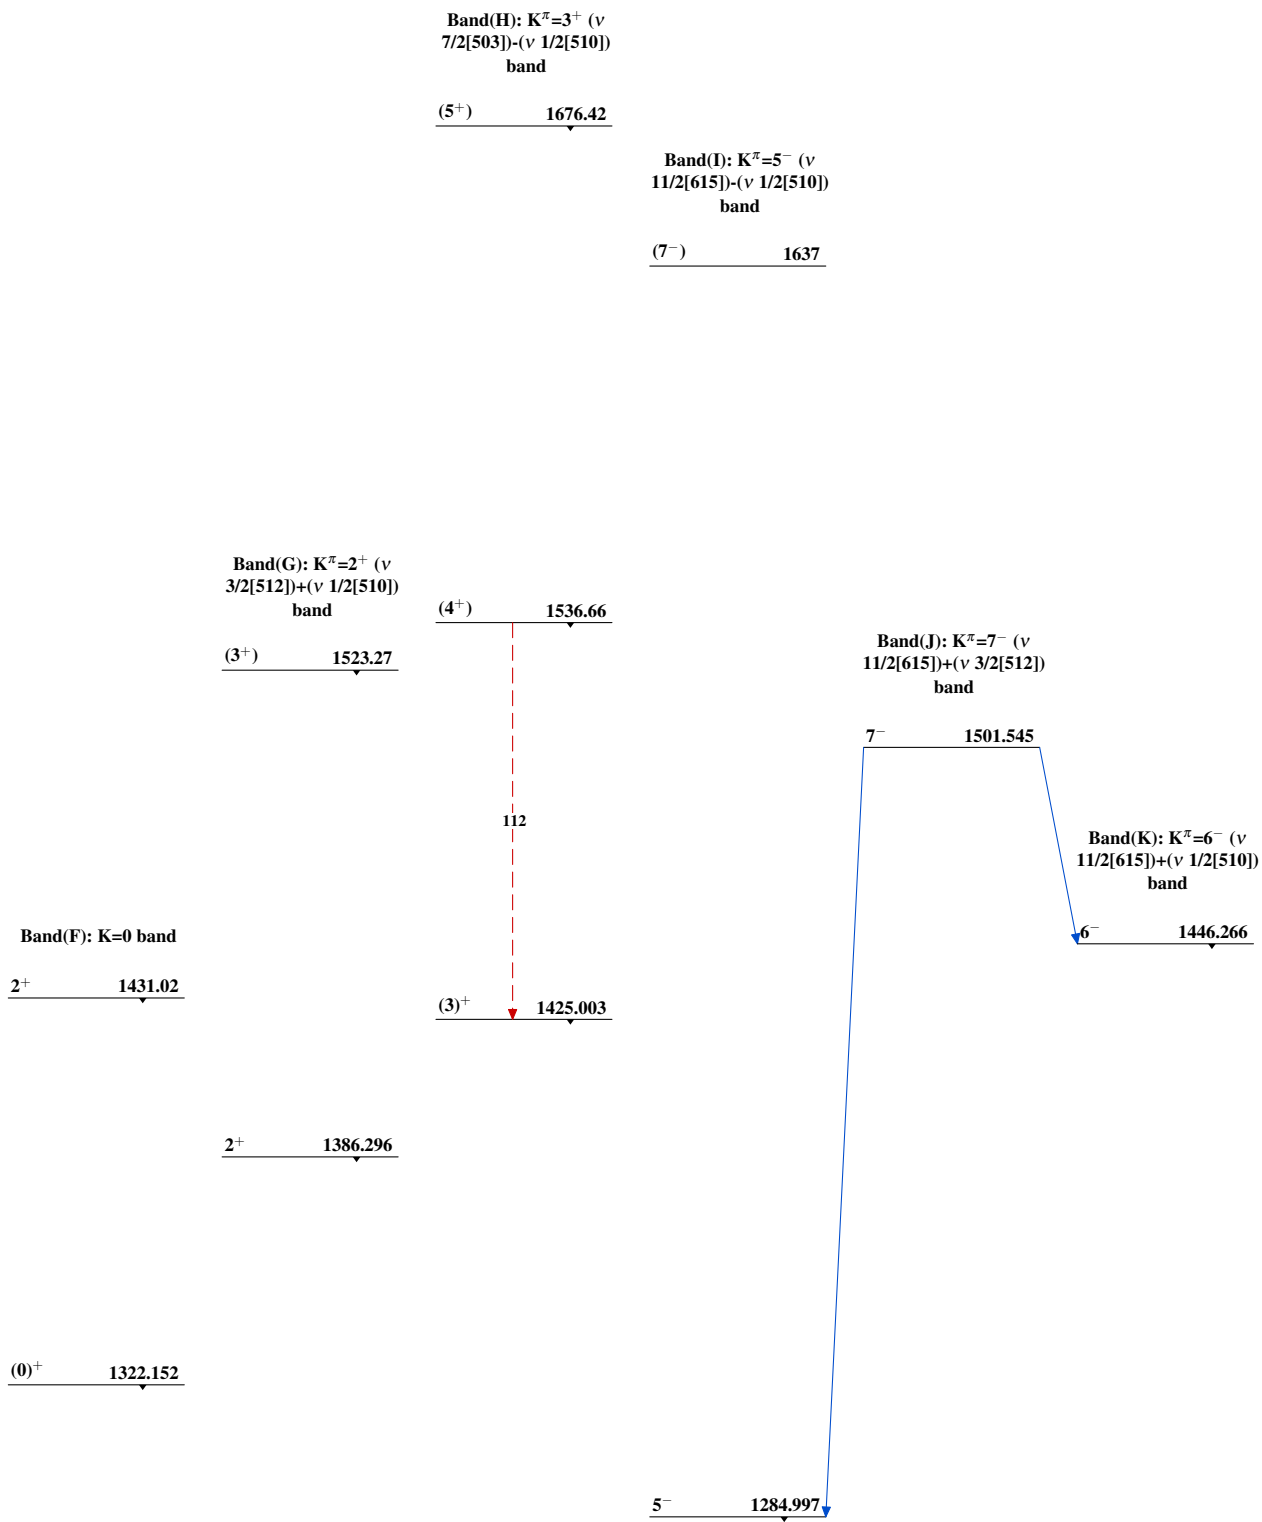 Band(H): Kπ=3+ (ν
7/2[503])-(ν 1/2[510])
band
(5+) 1676.42
Band(I): Kπ=5− (ν
11/2[615])-(ν 1/2[510])
band
(7−) 1637
Band(G): Kπ=2+ (ν
3/2[512])+(ν 1/2[510])
band
(4+) 1536.66
(3+) 1523.27
Band(J): Kπ=7− (ν
11/2[615])+(ν 3/2[512])
band
7− 1501.545
112
Band(K): Kπ=6− (ν
11/2[615])+(ν 1/2[510])
band
6− 1446.266
Band(F): K=0 band
2+ 1431.02
(3)+ 1425.003
2+ 1386.296
(0)+ 1322.152
5− 1284.997